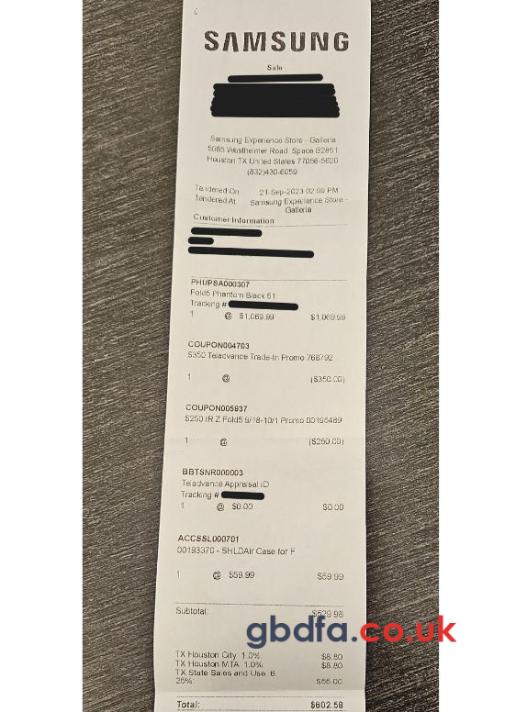 SAMSUNG
Sale
Samsung Experience Store - Galleria
5085 Westheimer Road. Space
Houston TX United States 77056-5620
(832)430-6059
Tendered On 21-Sep-2023 02:59 PM
Tendered At Samsung Experience Store -
Galleria
Customer Information
PHUPSA000307
Fold5 Phantom Black 51
Tracking #
1 @ $1,069.99 $1,069.99
COUPON004703
$350 Teladvance Trade-In Promo 766792
1 @ ($350.00)
COUPON005837
$250 IR Z Fold5 9/18-10/1 Promo 00195489
1 @ ($250.00)
BBTSNR000003
Teladvance Appraisal ID
Tracking #
1 @ $0.00 $0.00
ACCSSL000701
00193370 - SHLDAir Case for F
1 @ $59.99 $59.99
Subtotal: $529.98
gbdfa.co.uk
TX Houston City 1.0%: $8.80
TX Houston MTA 1.0%: $8.80
TX State Sales and Use 6.
25%: $55.00
Total: $602.58